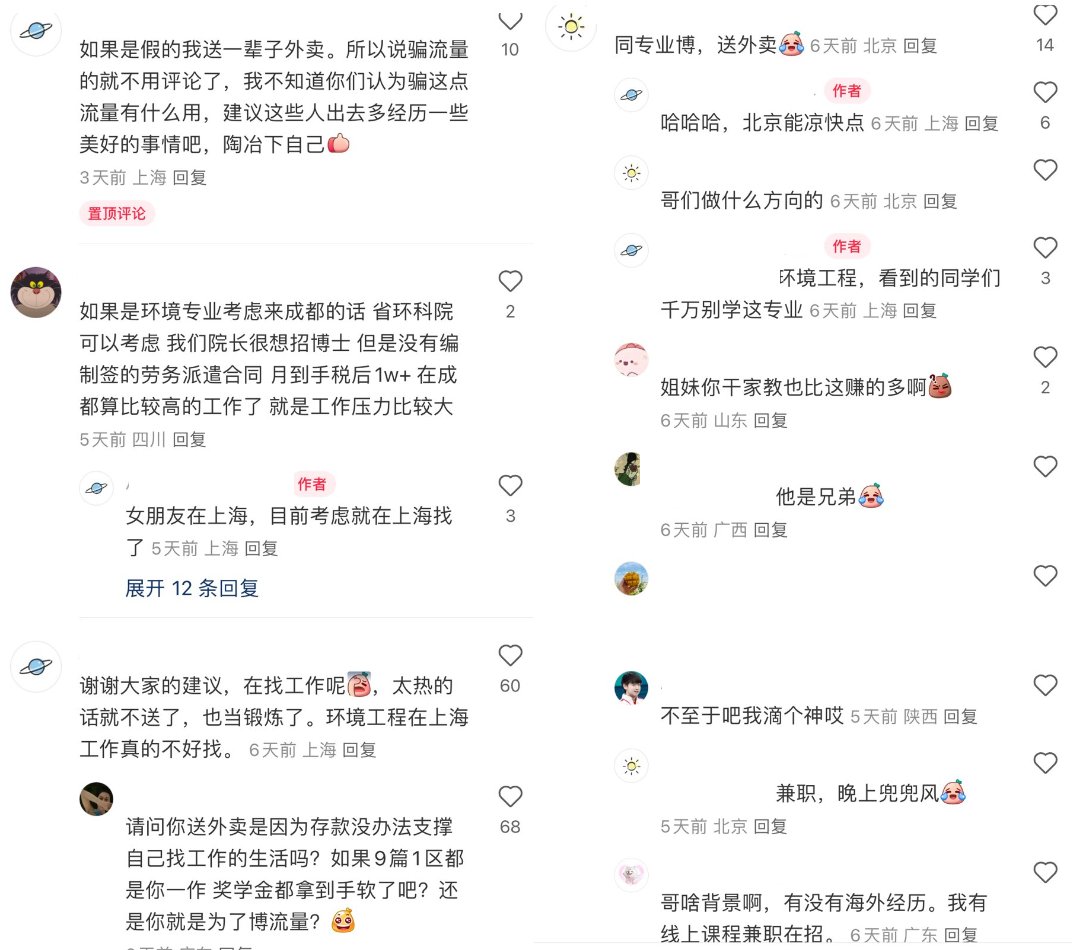 10
如果是假的我送一辈子外卖。所以说骗流量
的就不用评论了，我不知道你们认为骗这点
流量有什么用，建议这些人出去多经历一些
美好的事情吧，陶冶下自己
3天前 上海 回复
置顶评论
如果是环境专业考虑来成都的话 省环科院
2
可以考虑 我们院长很想招博士 但是没有编
制签的劳务派遣合同 月到手税后1w+ 在成
都算比较高的工作了 就是工作压力比较大
5天前 四川 回复
作者
女朋友在上海，目前考虑就在上海找
3
了 5天前 上海 回复
展开 12 条回复
谢谢大家的建议，在找工作呢，太热的
60
话就不送了，也当锻炼了。环境工程在上海
工作真的不好找。 6天前 上海 回复
请问你送外卖是因为存款没办法支撑
68
自己找工作的生活吗？如果9篇1区都
是你一作 奖学金都拿到手软了吧？还
是你就是为了博流量？
同专业博，送外卖 6天前 北京 回复
14
作者
哈哈哈，北京能凉快点 6天前 上海 回复
6
哥们做什么方向的 6天前 北京 回复
作者
环境工程，看到的同学们
3
千万别学这专业 6天前 上海 回复
姐妹你干家教也比这赚的多啊
2
6天前 山东 回复
他是兄弟
6天前 广西 回复
不至于吧我滴个神哎 5天前 陕西 回复
兼职，晚上兜兜风
5天前 北京 回复
哥啥背景啊，有没有海外经历。我有
线上课程兼职在招。 6天前 广东 回复